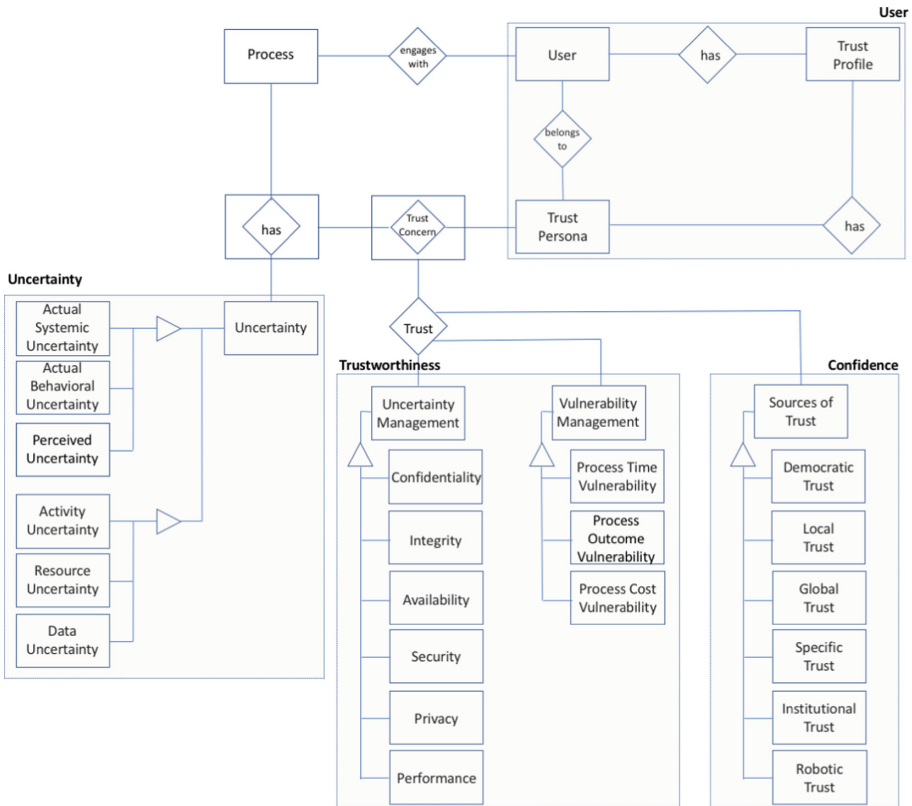 User
Process
engages
with
User
has
Trust
Profile
belongs
to
has
Trust
Concern
Trust
Persona
has
Uncertainty
Actual
Systemic
Uncertainty
Uncertainty
Actual
Behavioral
Uncertainty
Perceived
Uncertainty
Activity
Uncertainty
Resource
Uncertainty
Data
Uncertainty
Trust
Trustworthiness
Uncertainty
Management
Confidentiality
Integrity
Availability
Security
Privacy
Performance
Vulnerability
Management
Process Time
Vulnerability
Process
Outcome
Vulnerability
Process Cost
Vulnerability
Confidence
Sources of
Trust
Democratic
Trust
Local
Trust
Global
Trust
Specific
Trust
Institutional
Trust
Robotic
Trust